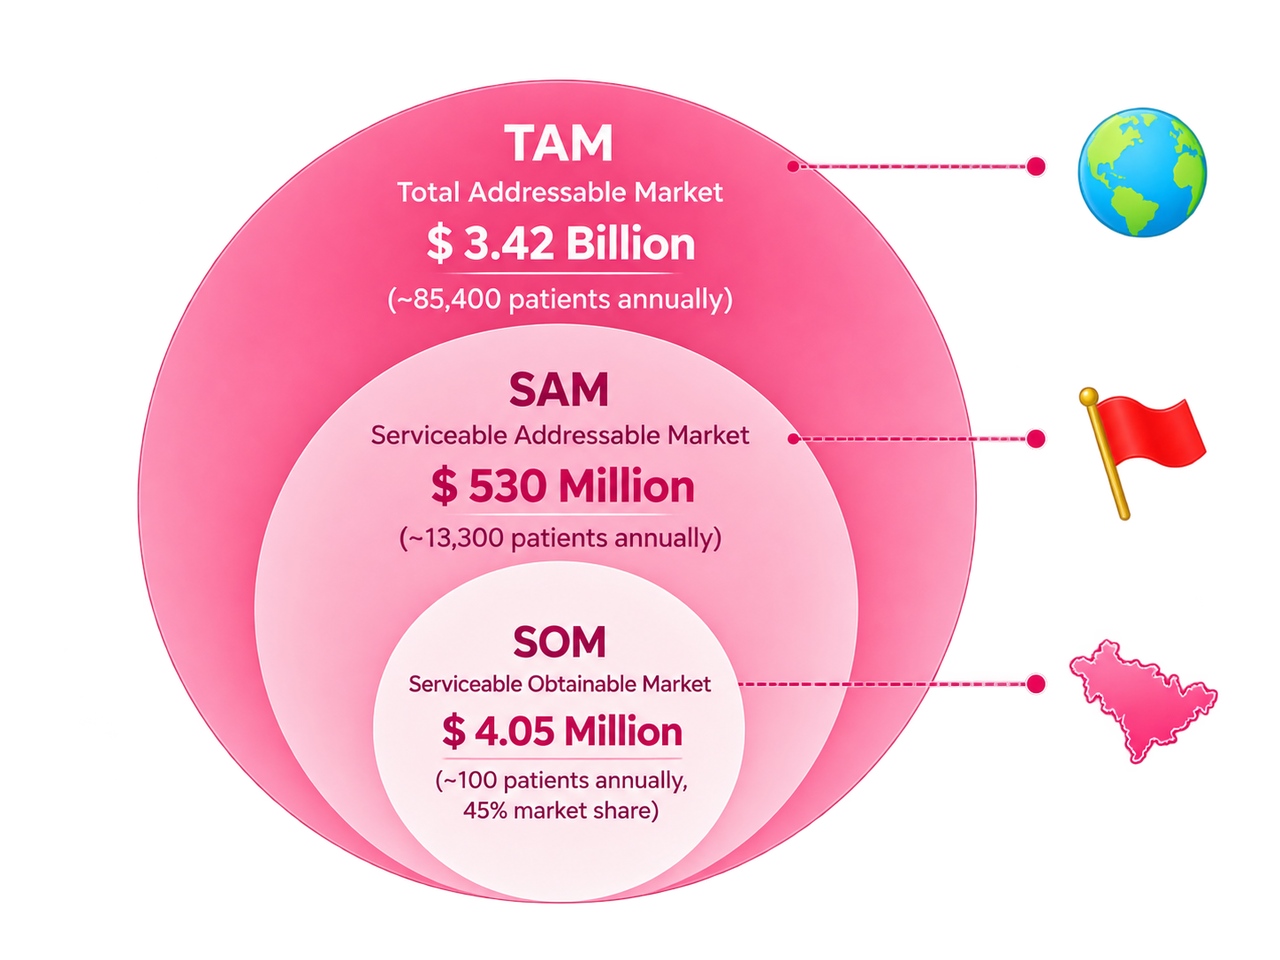 TAM
Total Addressable Market
$ 3.42 Billion
(~85,400 patients annually)
SAM
Serviceable Addressable Market
$ 530 Million
(~13,300 patients annually)
SOM
Serviceable Obtainable Market
$ 4.05 Million
(~100 patients annually,
45% market share)